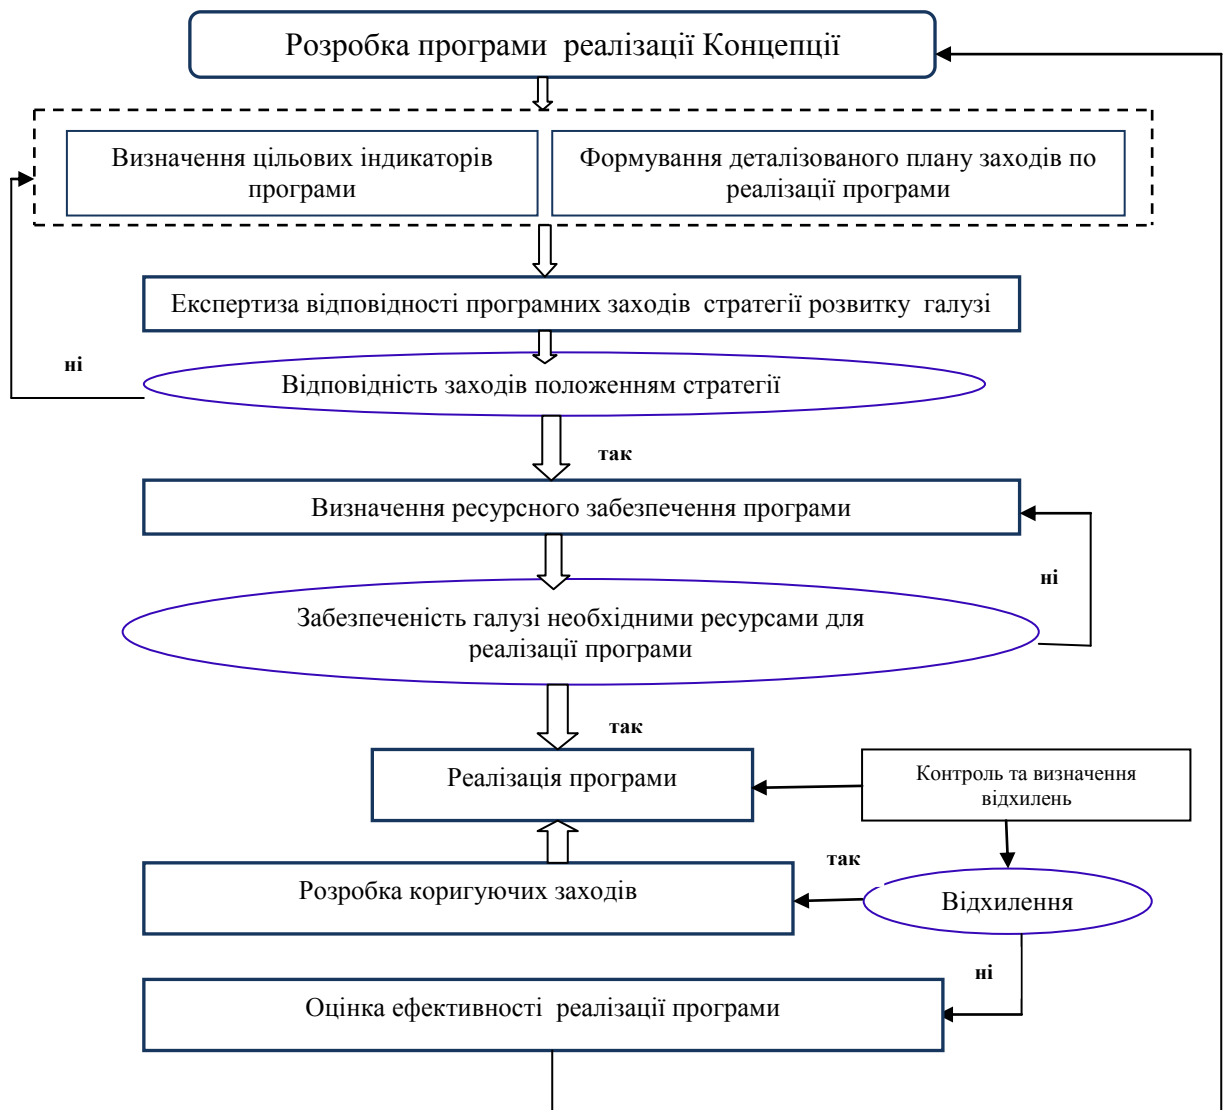 Розробка програми реалізації Концепції
Визначення цільових індикаторів
програми
Формування деталізованого плану заходів по
реалізації програми
Експертиза відповідності програмних заходів стратегії розвитку галузі
ні
Відповідність заходів положенням стратегії
так
Визначення ресурсного забезпечення програми
ні
Забезпеченість галузі необхідними ресурсами для
реалізації програми
так
Реалізація програми
Контроль та визначення
відхилень
так
Розробка коригуючих заходів
Відхилення
ні
Оцінка ефективності реалізації програми